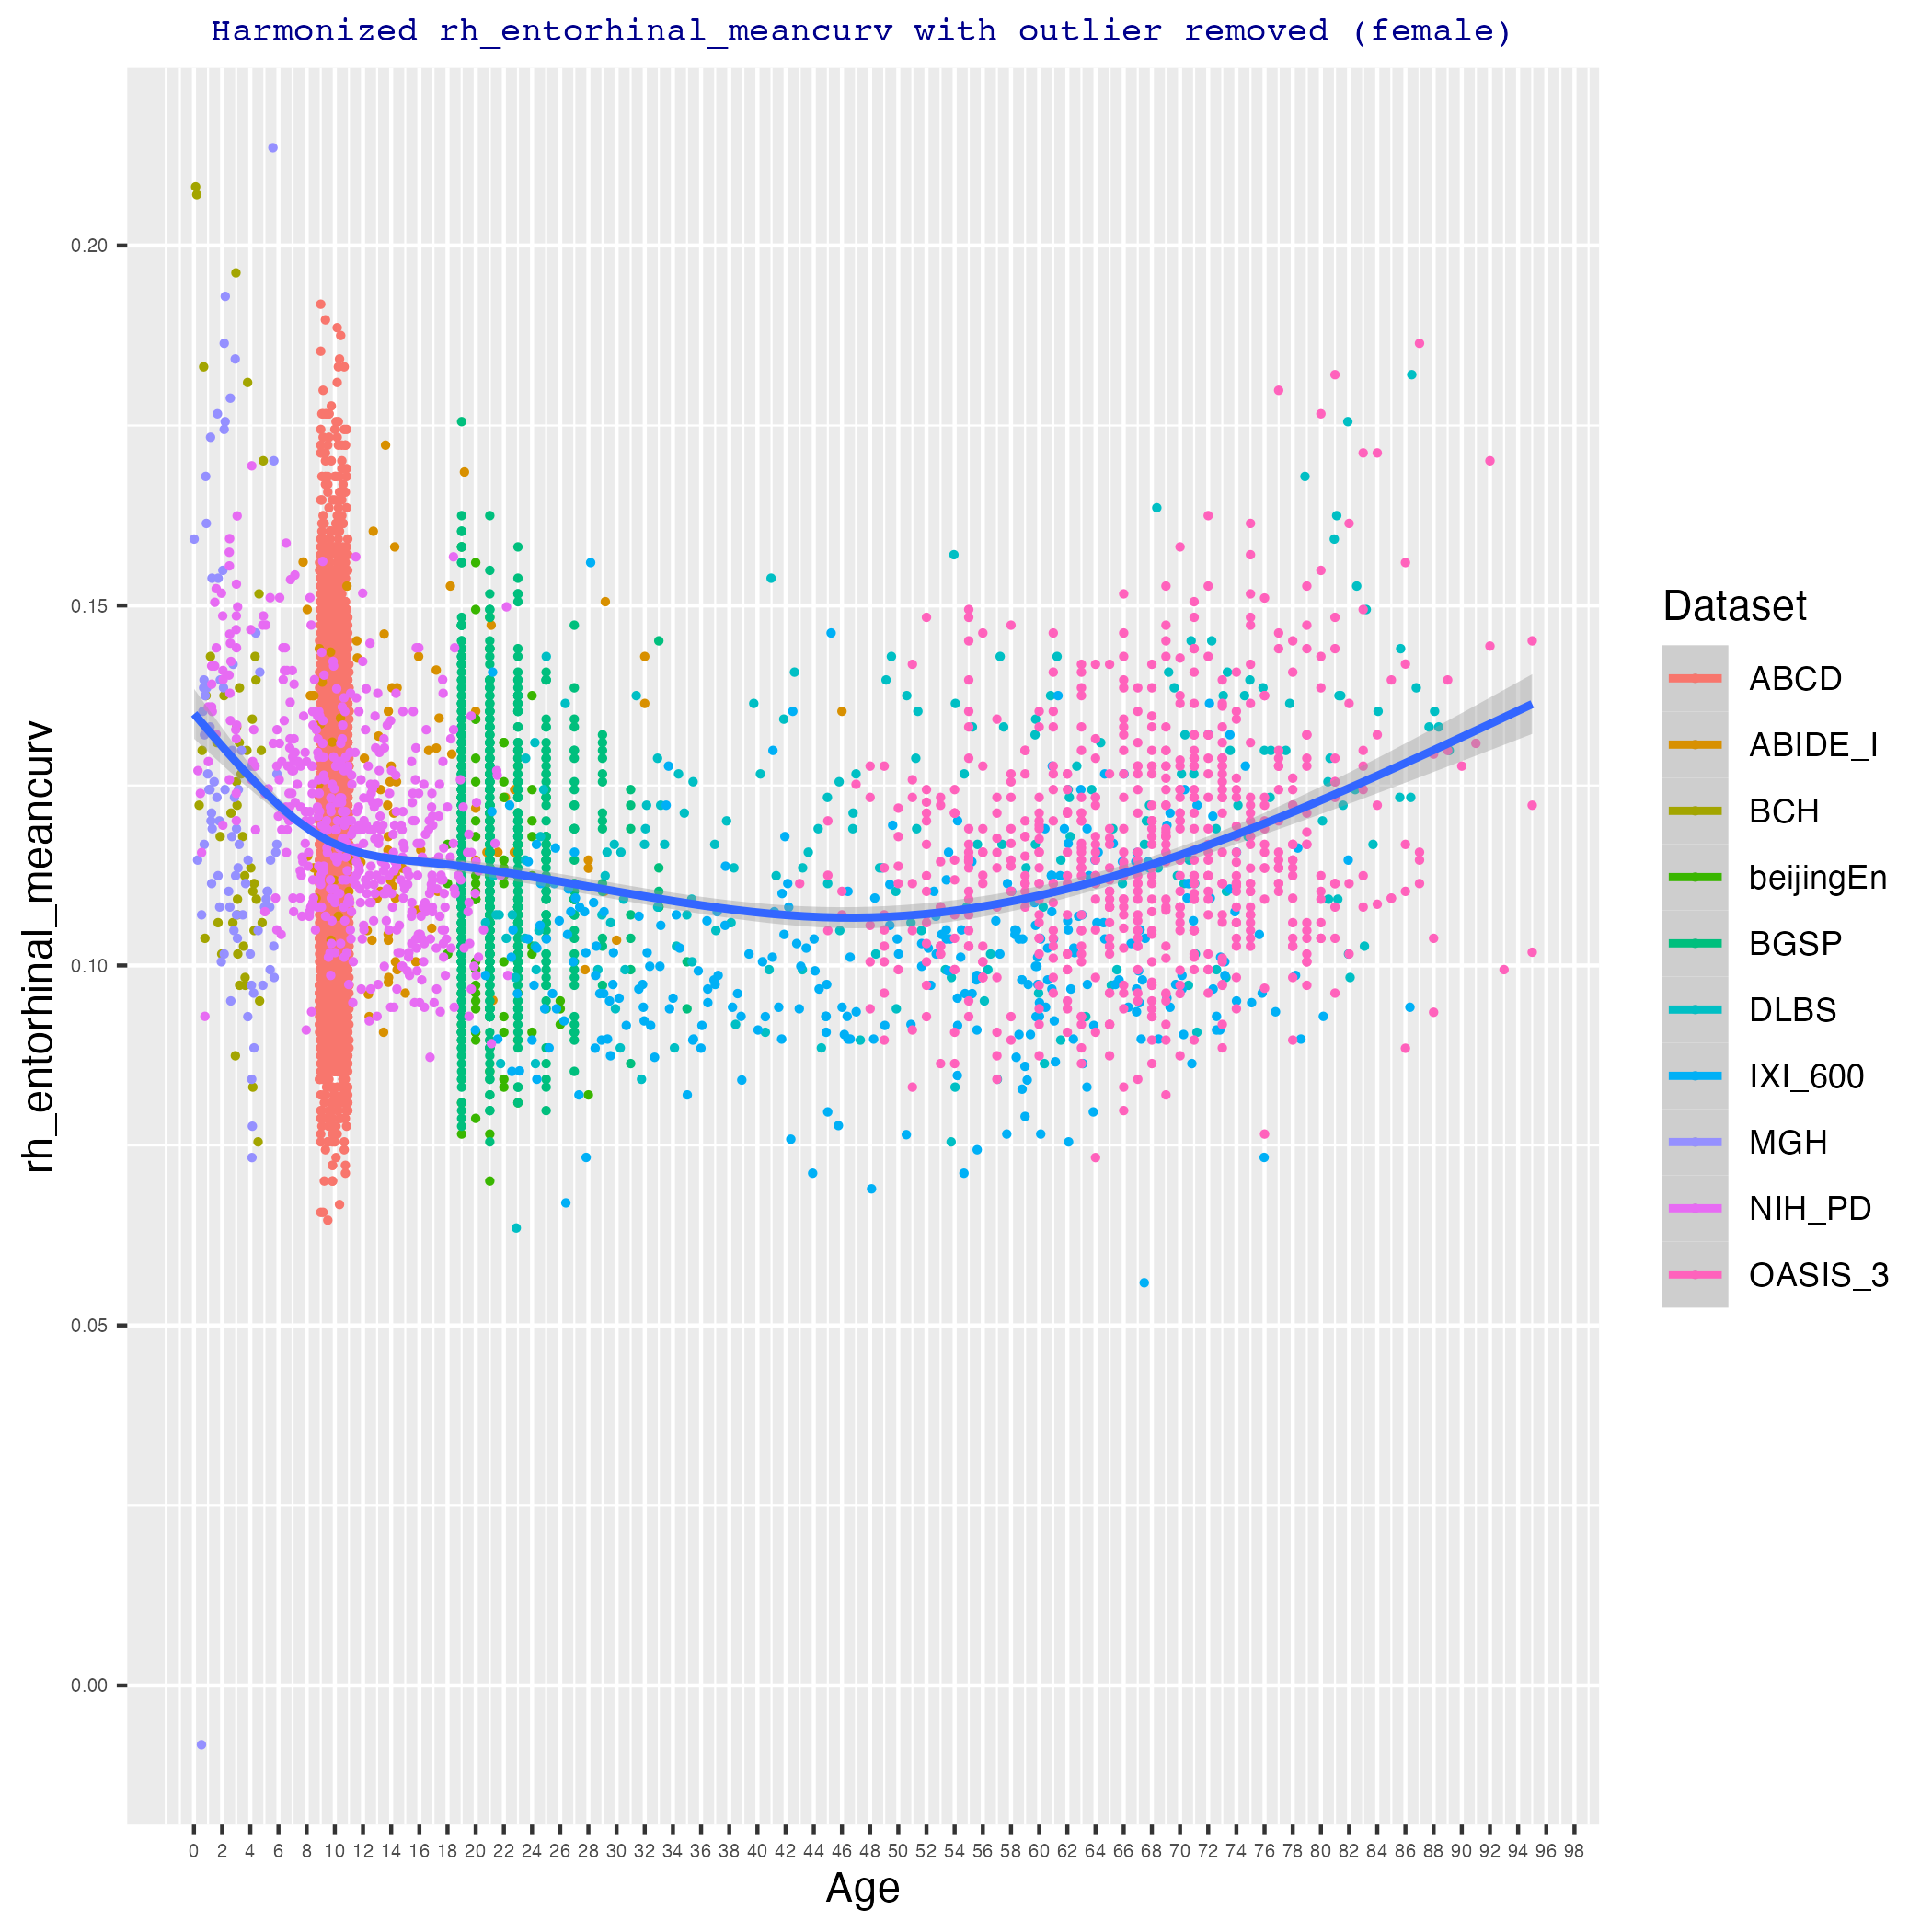 Harmonized rh_entorhinal_meancurv with outlier removed (female)
rh_entorhinal_meancurv
0.20
0.15
0.10
0.05
0.00
0 2 4 6 8 10 12 14 16 18 20 22 24 26 28 30 32 34 36 38 40 42 44 46 48 50 52 54 56 58 60 62 64 66 68 70 72 74 76 78 80 82 84 86 88 90 92 94 96 98
Age
Dataset
ABCD
ABIDE_I
BCH
beijingEn
BGSP
DLBS
IXI_600
MGH
NIH_PD
OASIS_3